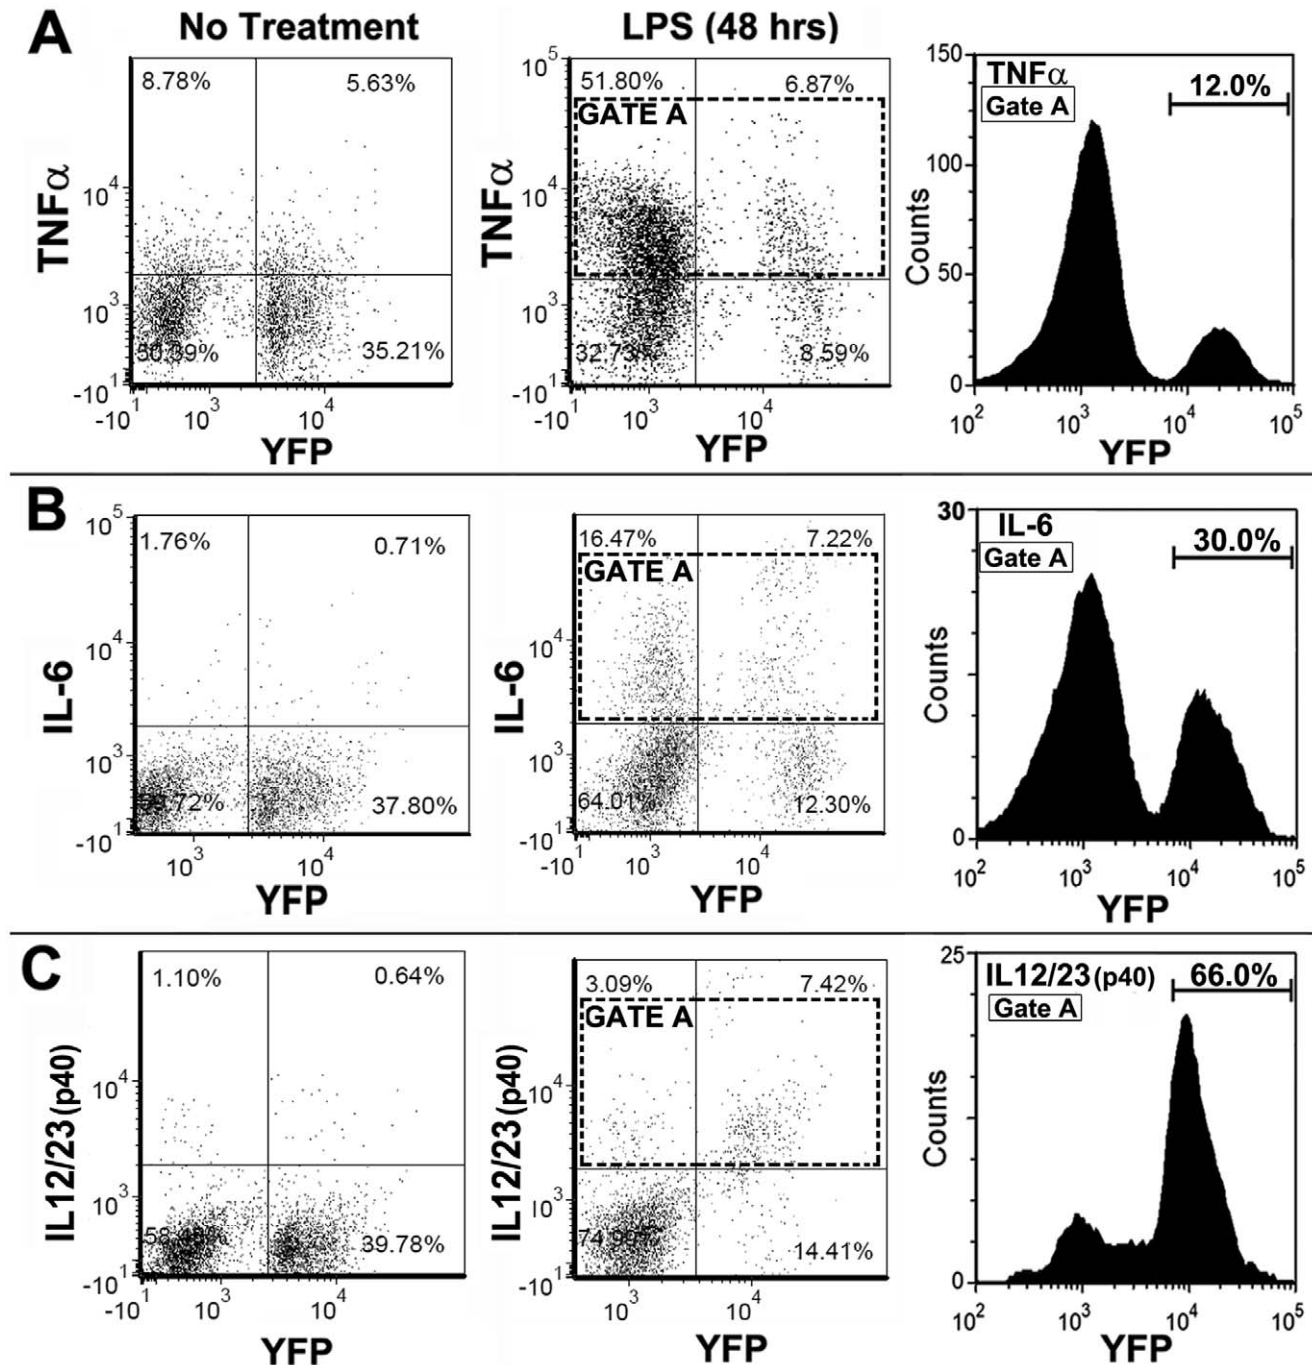 A
No Treatment
LPS (48 hrs)
TNFα
8.78%
5.63%
10^4
10^3
-10^1
50.39%
35.21%
-10^1
10^3
10^4
YFP
TNFα
10^5
51.80%
6.87%
GATE A
10^4
10^3
-10^1
32.73%
8.59%
-10^1
10^3
10^4
YFP
150
TNFα
Gate A
12.0%
100
50
0
Counts
10^2
10^3
10^4
10^5
YFP
B
IL-6
10^5
1.76%
0.71%
10^4
10^3
-10^1
37.80%
10^3
10^4
YFP
IL-6
16.47%
7.22%
GATE A
10^4
10^3
-10^1
64.01%
12.30%
-10^1
10^3
10^4
YFP
30
IL-6
Gate A
30.0%
0
Counts
10^2
10^3
10^4
10^5
YFP
C
IL12/23(p40)
1.10%
0.64%
10^4
10^3
-10^1
39.78%
-10^1
10^3
10^4
YFP
IL12/23(p40)
3.09%
7.42%
GATE A
10^4
10^3
-10^1
14.41%
10^3
10^4
YFP
25
IL12/23(p40)
Gate A
66.0%
0
Counts
10^2
10^3
10^4
10^5
YFP